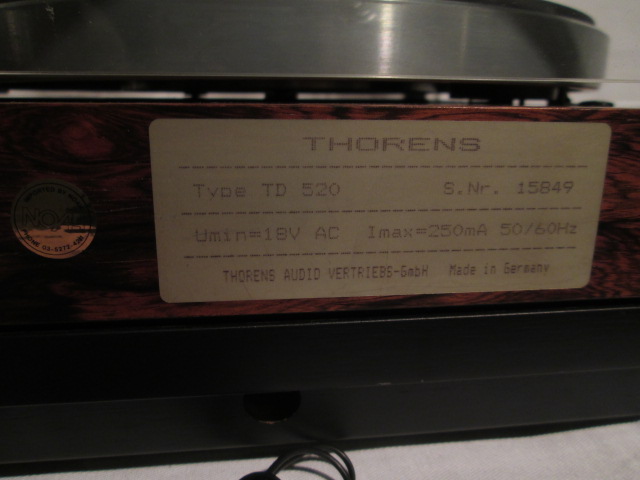 THORENS
Type TD 520 S.Nr. 15849
Umin=18V AC Imax=250mA 50/60Hz
THORENS AUDIO VERTRIEBS-GmbH Made in Germany